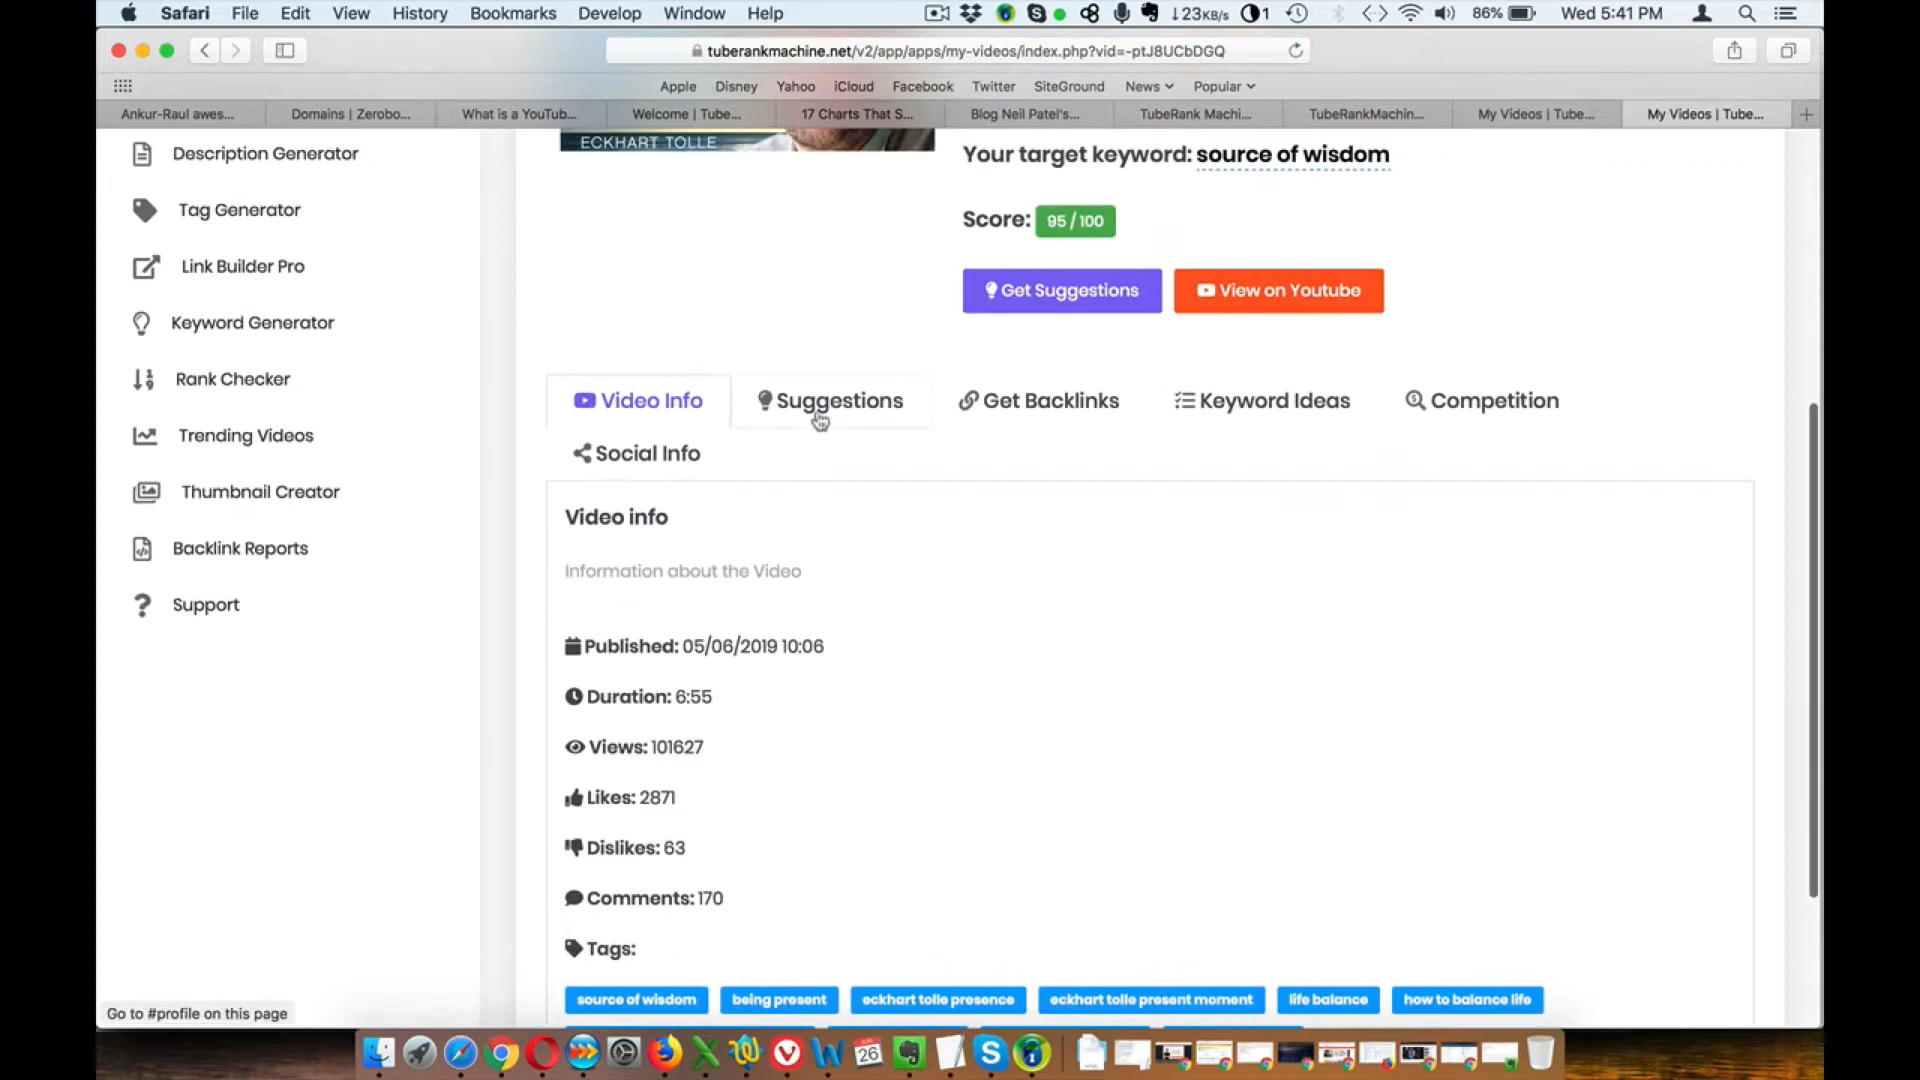 Safari File Edit View History Bookmarks Develop Window Help ↓23KB/s 1 86% Wed 5:41 PM
tuberankmachine.net/v2/app/apps/my-videos/index.php?vid=-ptJ8UCbDGQ
Apple Disney Yahoo iCloud Facebook Twitter SiteGround News Popular
Ankur-Raul awes... Domains | Zerobo... What is a YouTub... Welcome | Tube... 17 Charts That S... Blog Neil Patel's... TubeRank Machi... TubeRankMachin... My Videos | Tube... My Videos | Tube...
Description Generator
Tag Generator
Link Builder Pro
Keyword Generator
Rank Checker
Trending Videos
Thumbnail Creator
Backlink Reports
Support
ECKHART TOLLE
Your target keyword: source of wisdom
Score: 95 / 100
Get Suggestions View on Youtube
Video Info Suggestions Get Backlinks Keyword Ideas Competition
Social Info
Video info
Information about the Video
Published: 05/06/2019 10:06
Duration: 6:55
Views: 101627
Likes: 2871
Dislikes: 63
Comments: 170
Tags:
source of wisdom being present eckhart tolle presence eckhart tolle present moment life balance how to balance life
Go to #profile on this page
26